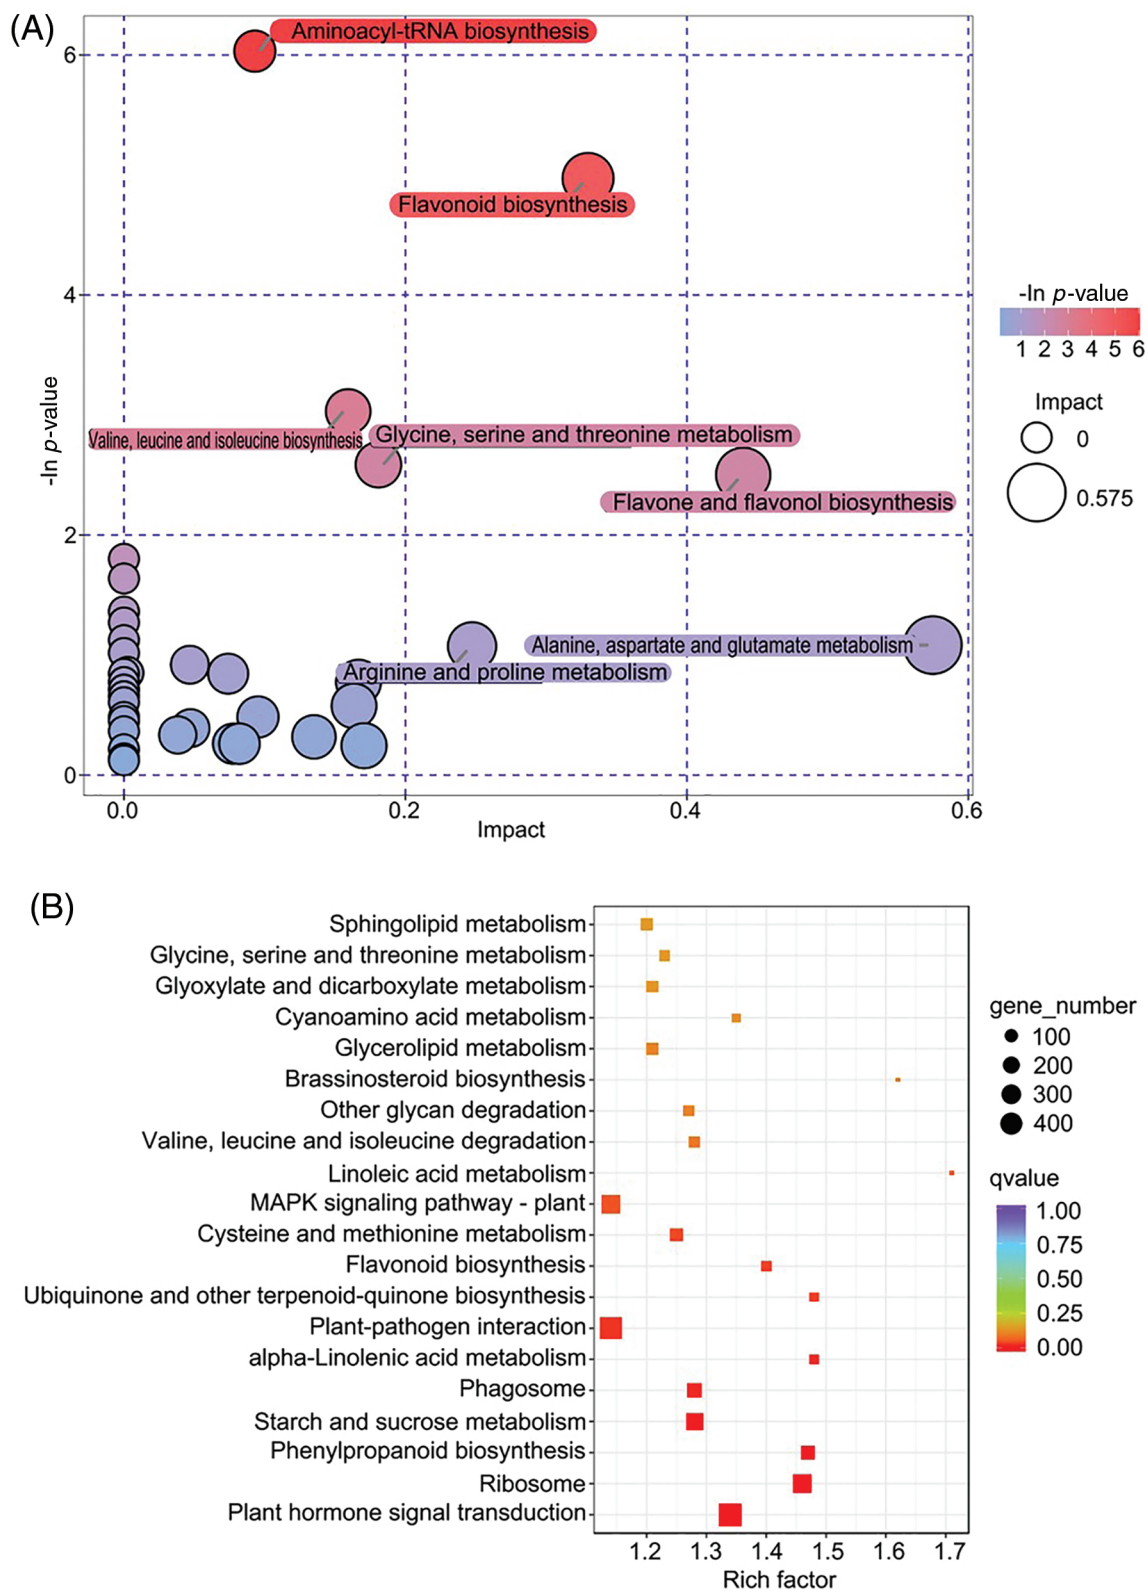 (A)
Aminoacyl-tRNA biosynthesis
6
Flavonoid biosynthesis
4
-ln p-value
1 2 3 4 5 6
Impact
0
0.575
-ln p-value
Valine, leucine and isoleucine biosynthesis
Glycine, serine and threonine metabolism
Flavone and flavonol biosynthesis
2
Alanine, aspartate and glutamate metabolism
Arginine and proline metabolism
0
0.0 0.2 0.4 0.6
Impact
(B)
Sphingolipid metabolism
Glycine, serine and threonine metabolism
Glyoxylate and dicarboxylate metabolism
Cyanoamino acid metabolism
Glycerolipid metabolism
Brassinosteroid biosynthesis
Other glycan degradation
Valine, leucine and isoleucine degradation
Linoleic acid metabolism
MAPK signaling pathway - plant
Cysteine and methionine metabolism
Flavonoid biosynthesis
Ubiquinone and other terpenoid-quinone biosynthesis
Plant-pathogen interaction
alpha-Linolenic acid metabolism
Phagosome
Starch and sucrose metabolism
Phenylpropanoid biosynthesis
Ribosome
Plant hormone signal transduction
1.2 1.3 1.4 1.5 1.6 1.7
Rich factor
gene_number
100
200
300
400
qvalue
1.00
0.75
0.50
0.25
0.00